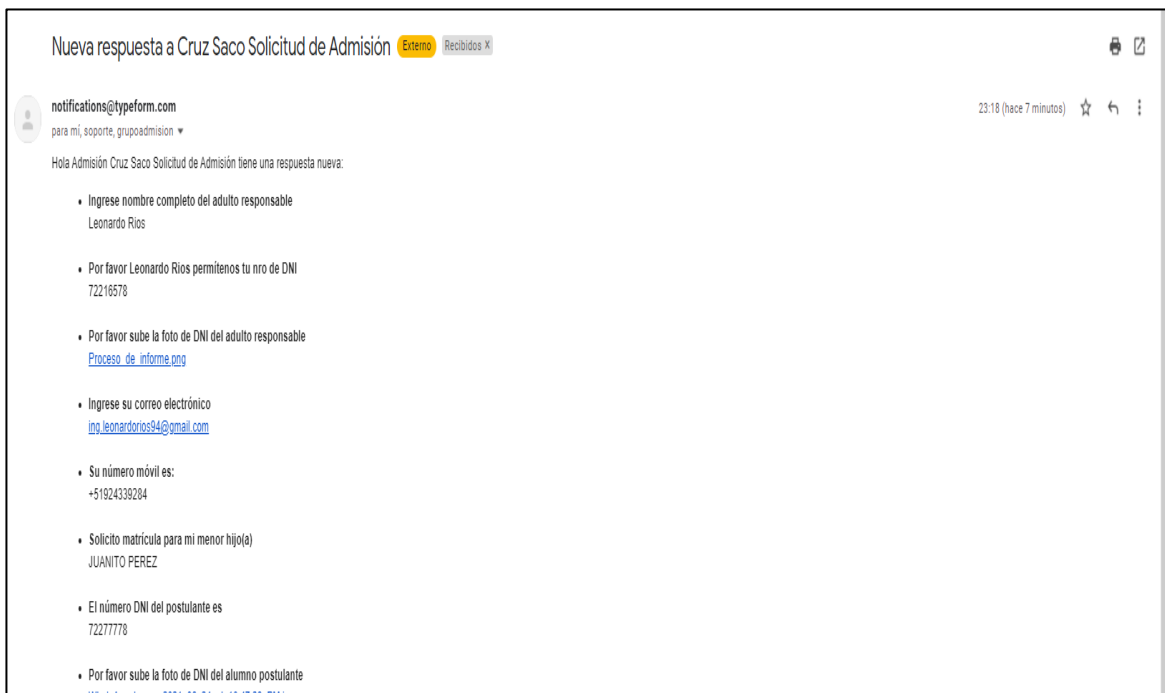 Nueva respuesta a Cruz Saco Solicitud de Admisión Externo Recibidos x
notifications@typeform.com 23:18 (hace 7 minutos)
para mí, soporte, grupoadmision
Hola Admisión Cruz Saco Solicitud de Admisión tiene una respuesta nueva:
• Ingrese nombre completo del adulto responsable
Leonardo Rios
• Por favor Leonardo Rios permítenos tu nro de DNI
72216578
• Por favor sube la foto de DNI del adulto responsable
Proceso_de_informe.png
• Ingrese su correo electrónico
ing.leonardorios94@gmail.com
• Su número móvil es:
+51924339284
• Solicito matrícula para mi menor hijo(a)
JUANITO PEREZ
• El número DNI del postulante es
72277778
• Por favor sube la foto de DNI del alumno postulante